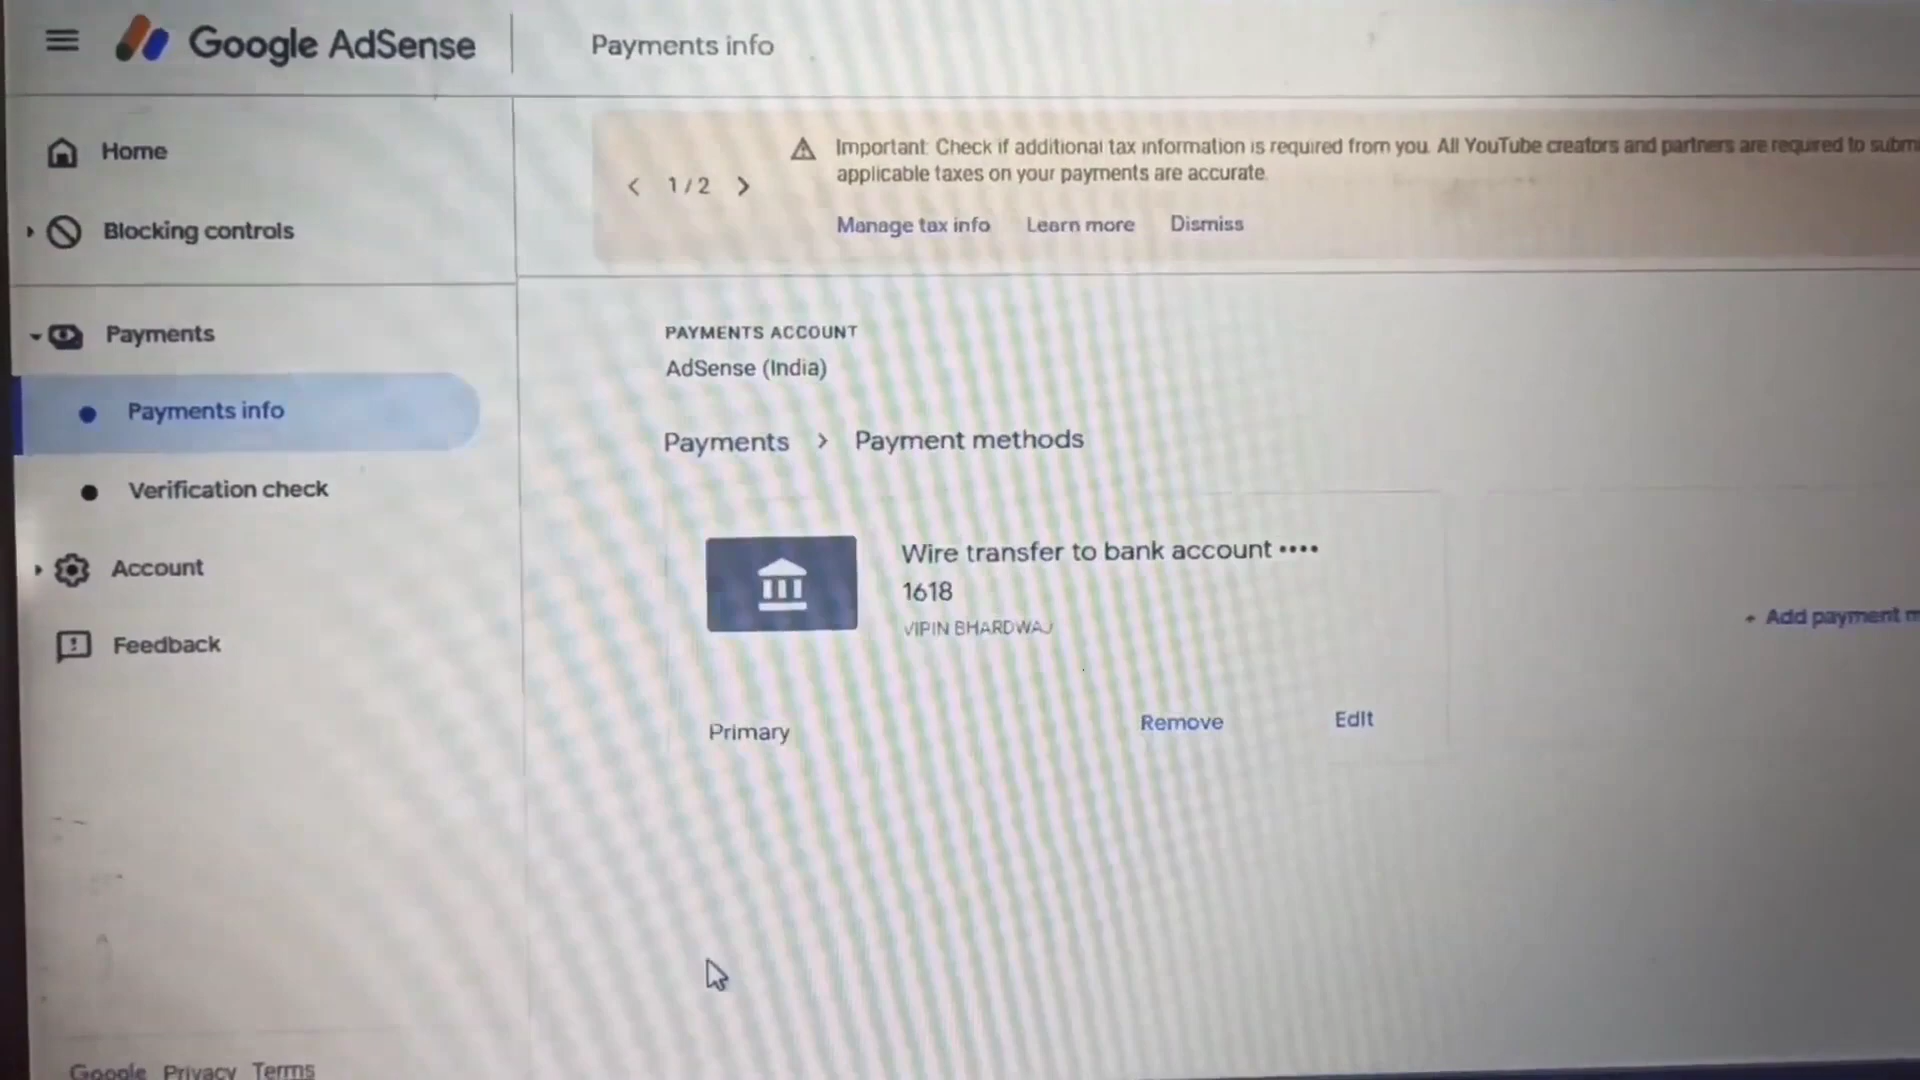 Google AdSense
Payments info
Home
Blocking controls
Payments
Payments info
Verification check
Account
Feedback
Google Privacy Terms
1 / 2
Important: Check if additional tax information is required from you. All YouTube creators and partners are required to
applicable taxes on your payments are accurate.
Manage tax info Learn more Dismiss
PAYMENTS ACCOUNT
AdSense (India)
Payments > Payment methods
Wire transfer to bank account ••••
1618
VIPIN BHARDWAJ
Primary
Remove
Edit
+ Add payment